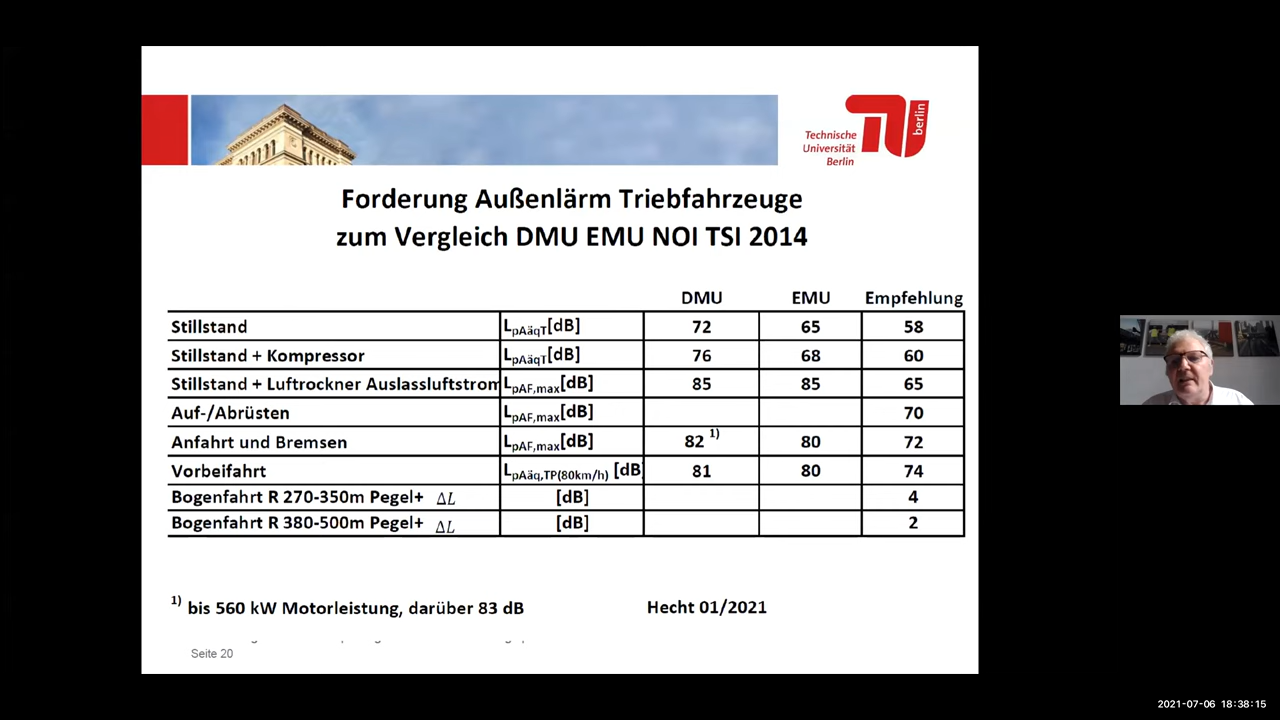 Technische
Universität
Berlin
berlin
Forderung Außenlärm Triebfahrzeuge
zum Vergleich DMU EMU NOI TSI 2014
DMU EMU Empfehlung
Stillstand LpAäqT[dB] 72 65 58
Stillstand + Kompressor LpAäqT[dB] 76 68 60
Stillstand + Luftrockner Auslassluftstrom LpAF,max[dB] 85 85 65
Auf-/Abrüsten LpAF,max[dB] 70
Anfahrt und Bremsen LpAF,max[dB] 82 1) 80 72
Vorbeifahrt LpAäq,TP(80km/h) [dB] 81 80 74
Bogenfahrt R 270-350m Pegel+ ΔL [dB] 4
Bogenfahrt R 380-500m Pegel+ ΔL [dB] 2
1) bis 560 kW Motorleistung, darüber 83 dB Hecht 01/2021
Seite 20
2021-07-06 18:38:15